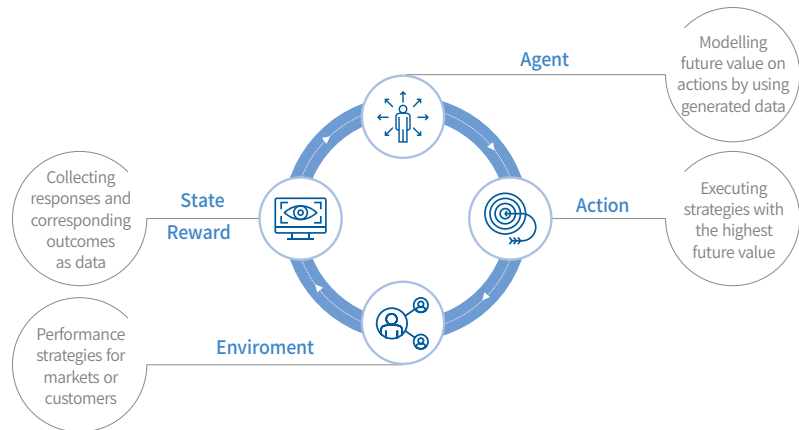 Agent
Modelling
future value on
actions by using
generated data
Collecting
responses and
corresponding
outcomes
as data
State
Reward
Action
Executing
strategies with
the highest
future value
Performance
strategies for
markets or
customers
Enviroment